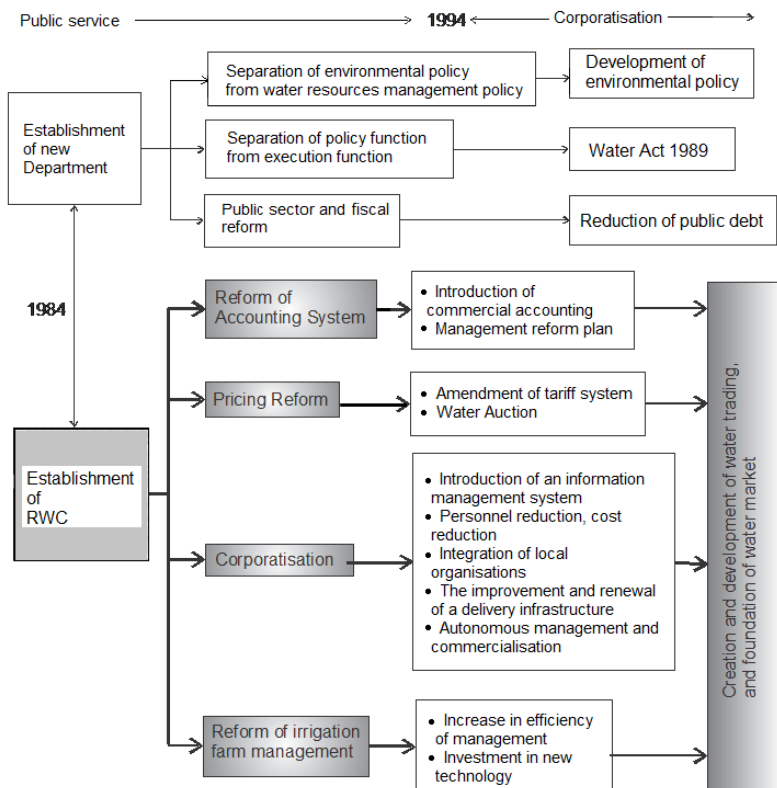 Public service
1994
Corporatisation
Separation of environmental policy
from water resources management policy
Development of
environmental policy
Establishment
of new
Department
Separation of policy function
from execution function
Water Act 1989
Public sector and fiscal
reform
Reduction of public debt
1984
Reform of
Accounting System
• Introduction of
commercial accounting
• Management reform plan
Pricing Reform
• Amendment of tariff system
• Water Auction
Establishment
of
RWC
Corporatisation
• Introduction of an information
management system
• Personnel reduction, cost
reduction
• Integration of local
organisations
• The improvement and renewal
of a delivery infrastructure
• Autonomous management and
commercialisation
Reform of irrigation
farm management
• Increase in efficiency
of management
• Investment in new
technology
Creation and development of water trading,
and foundation of water market